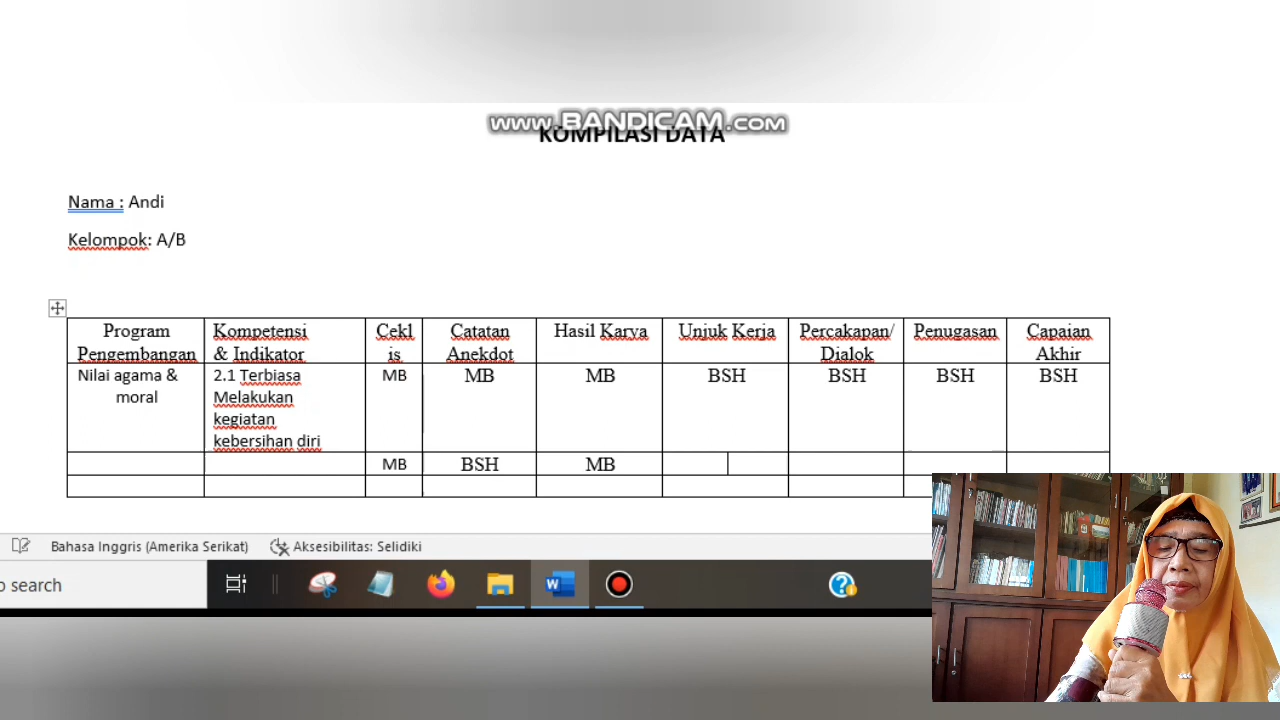 www.BANDICAM.com
KOMPILASI DATA
Nama : Andi
Kelompok: A/B
Program Pengembangan Kompetensi & Indikator Cekl is Catatan Anekdot Hasil Karya Unjuk Kerja Percakapan/ Dialok Penugasan Capaian Akhir
Nilai agama & moral 2.1 Terbiasa Melakukan kegiatan kebersihan diri MB MB MB BSH BSH BSH BSH
MB BSH MB
Bahasa Inggris (Amerika Serikat) Aksesibilitas: Selidiki
o search